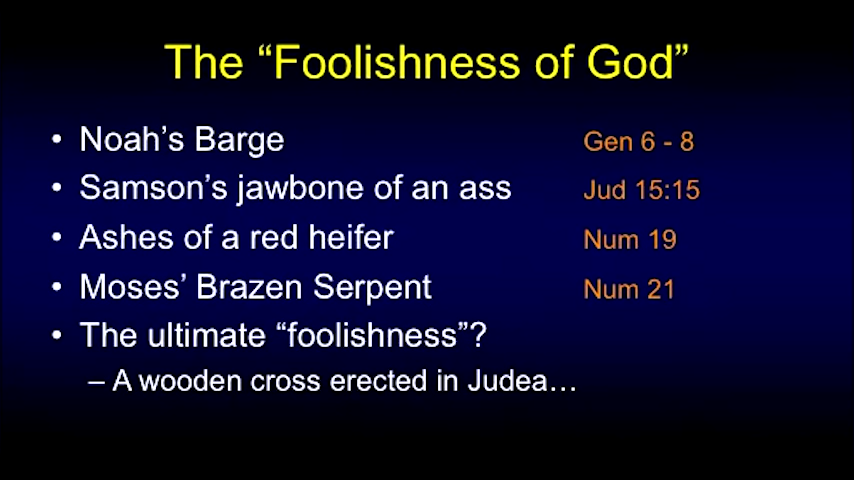 The “Foolishness of God”
• Noah’s Barge Gen 6 - 8
• Samson’s jawbone of an ass Jud 15:15
• Ashes of a red heifer Num 19
• Moses’ Brazen Serpent Num 21
• The ultimate “foolishness”?
– A wooden cross erected in Judea…